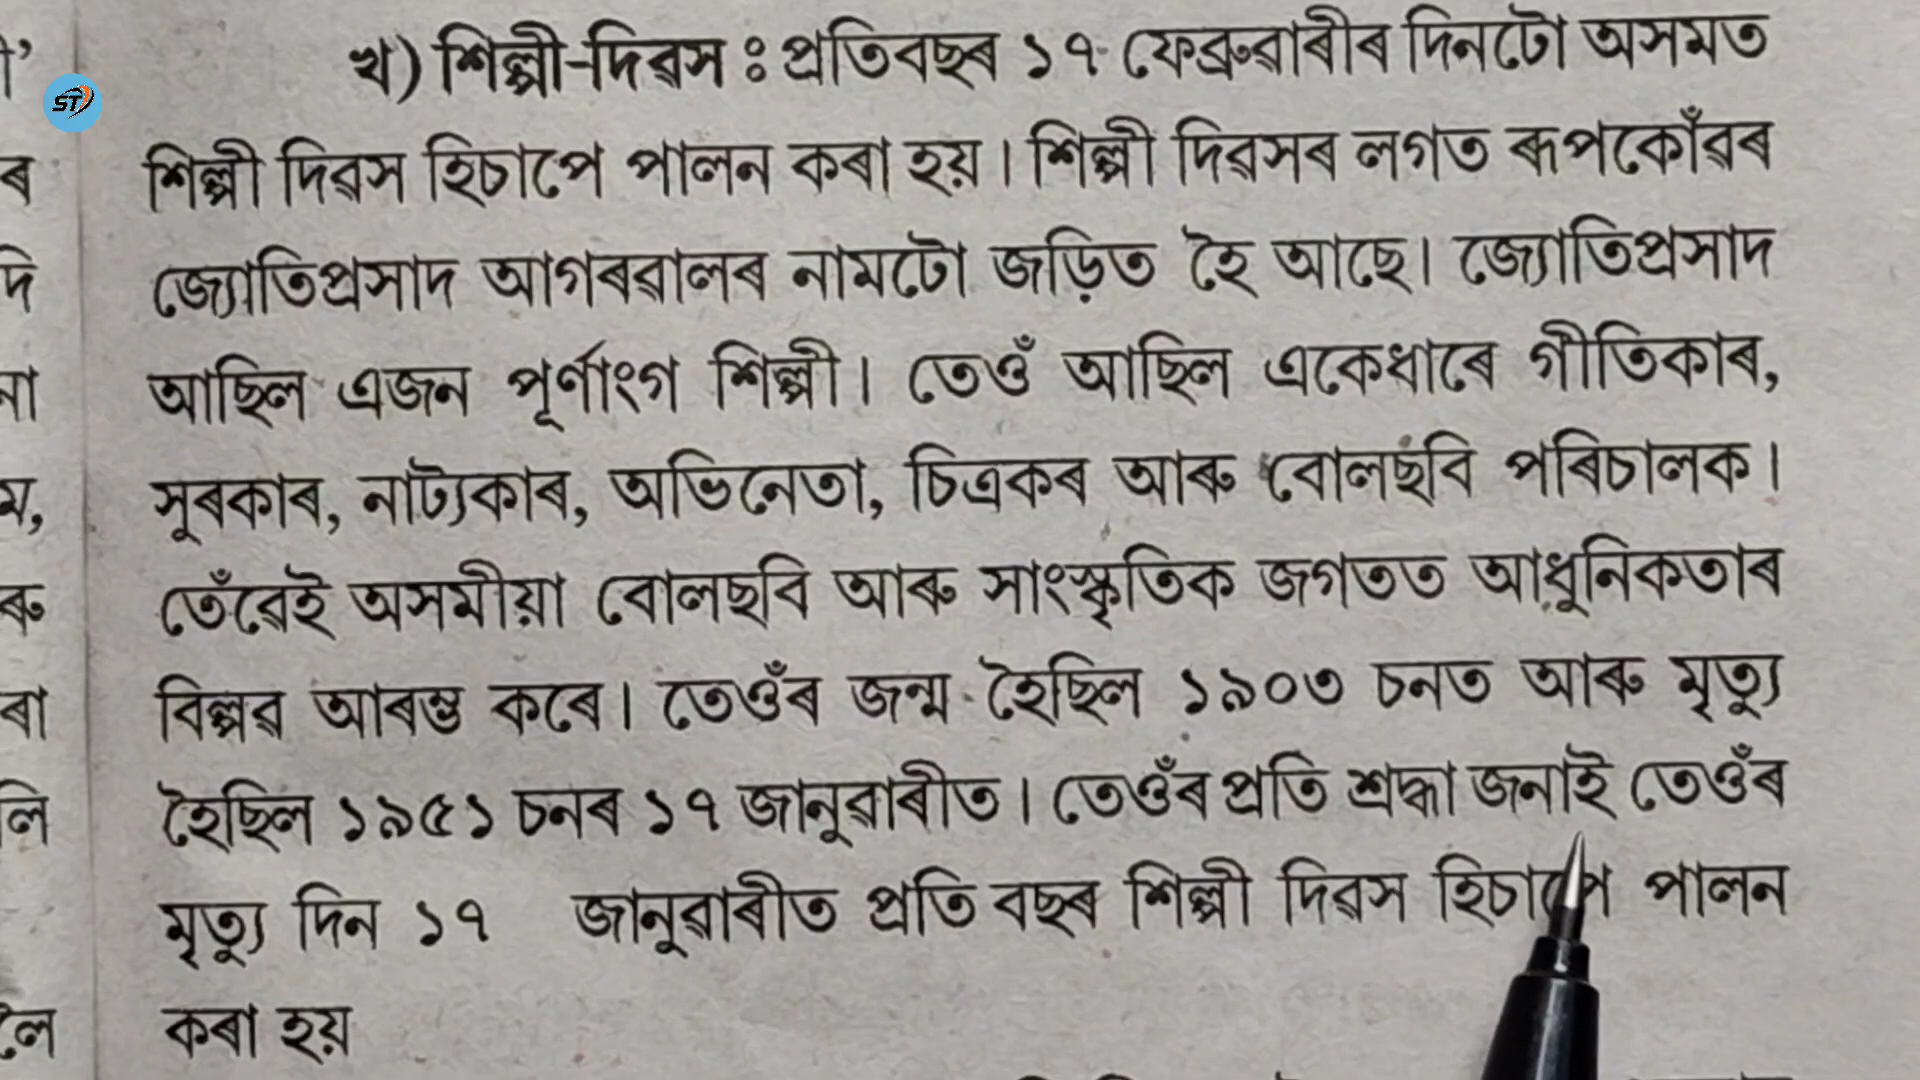 খ) শিল্পী-দিৱস : প্ৰতিবছৰ ১৭ ফেব্ৰুৱাৰীৰ দিনটো অসমত
শিল্পী দিৱস হিচাপে পালন কৰা হয়। শিল্পী দিৱসৰ লগত ৰূপকোঁৱৰ
জ্যোতিপ্ৰসাদ আগৰৱালৰ নামটো জড়িত হৈ আছে। জ্যোতিপ্ৰসাদ
আছিল এজন পূৰ্ণাংগ শিল্পী। তেওঁ আছিল একেধাৰে গীতিকাৰ,
সুৰকাৰ, নাট্যকাৰ, অভিনেতা, চিত্ৰকৰ আৰু বোলছবি পৰিচালক।
তেঁৱেই অসমীয়া বোলছবি আৰু সাংস্কৃতিক জগতত আধুনিকতাৰ
বিল্পৱ আৰম্ভ কৰে। তেওঁৰ জন্ম হৈছিল ১৯০৩ চনত আৰু মৃত্যু
হৈছিল ১৯৫১ চনৰ ১৭ জানুৱাৰীত। তেওঁৰ প্ৰতি শ্ৰদ্ধা জনাই তেওঁৰ
মৃত্যু দিন ১৭ জানুৱাৰীত প্ৰতি বছৰ শিল্পী দিৱস হিচাপে পালন
কৰা হয়
ST